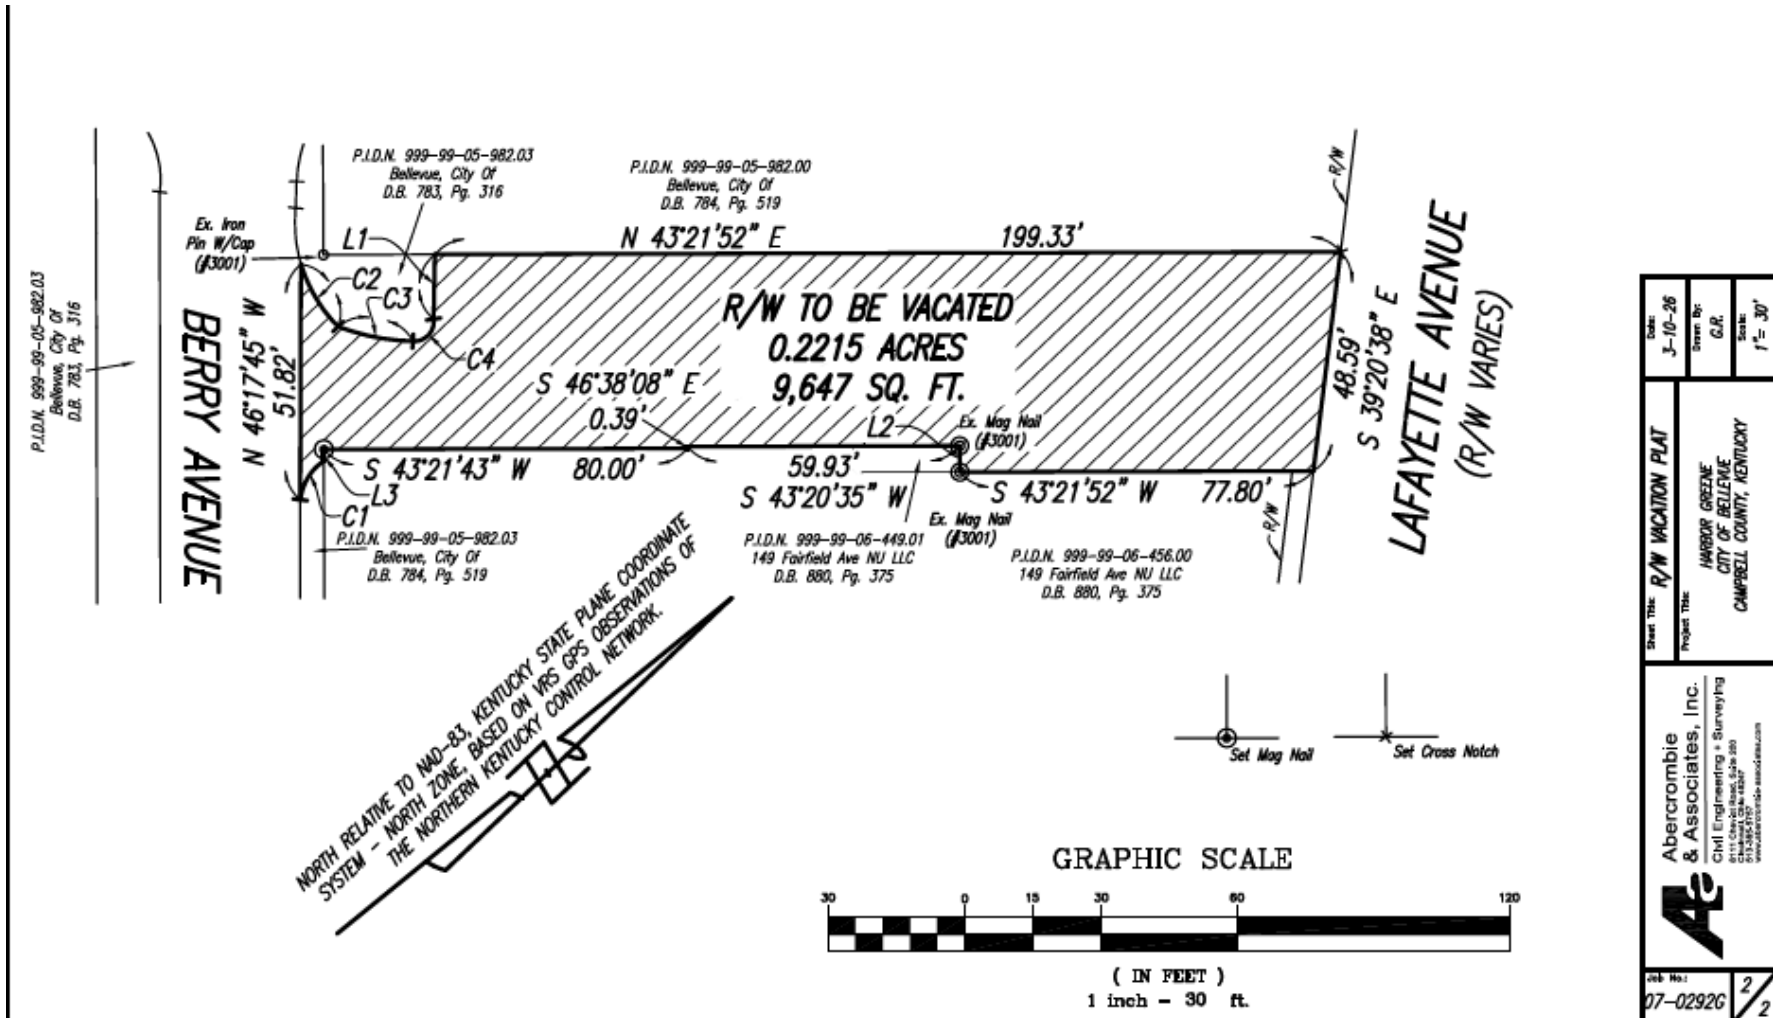 P.I.D.N. 999-99-05-982.03
Bellevue, City Of
D.B. 783, Pg. 316
P.I.D.N. 999-99-05-982.00
Bellevue, City Of
D.B. 784, Pg. 519
R/W
Ex. Iron
Pin W/Cap
(#3001)
L1
N 43°21'52" E
199.33'
C2
C3
C4
P.I.D.N. 999-99-05-982.03
Bellevue, City Of
D.B. 783, Pg. 316
BERRY AVENUE
N 46°17'45" W
51.82'
R/W TO BE VACATED
0.2215 ACRES
9,647 SQ. FT.
S 46°38'08" E
0.39'
L2
Ex. Mag Nail
(#3001)
48.59'
S 39°20'38" E
LAFAYETTE AVENUE
(R/W VARIES)
S 43°21'43" W
80.00'
59.93'
S 43°20'35" W
S 43°21'52" W
77.80'
L3
C1
Ex. Mag Nail
(#3001)
R/W
P.I.D.N. 999-99-05-982.03
Bellevue, City Of
D.B. 784, Pg. 519
P.I.D.N. 999-99-06-449.01
149 Fairfield Ave NU LLC
D.B. 880, Pg. 375
P.I.D.N. 999-99-06-456.00
149 Fairfield Ave NU LLC
D.B. 880, Pg. 375
NORTH RELATIVE TO NAD-83, KENTUCKY STATE PLANE COORDINATE
SYSTEM - NORTH ZONE, BASED ON VRS GPS OBSERVATIONS OF
THE NORTHERN KENTUCKY CONTROL NETWORK.
Set Mag Nail
Set Cross Notch
GRAPHIC SCALE
30 0 15 30 60 120
( IN FEET )
1 inch - 30 ft.
Date:
3-10-26
Drawn By:
G.R.
Scale:
1"= 30'
Sheet Title:
R/W VACATION PLAT
Project Title:
HARBOR GREENE
CITY OF BELLEVUE
CAMPBELL COUNTY, KENTUCKY
Abercrombie
& Associates, Inc.
Civil Engineering + Surveying
Job No.:
07-0292G
2/2